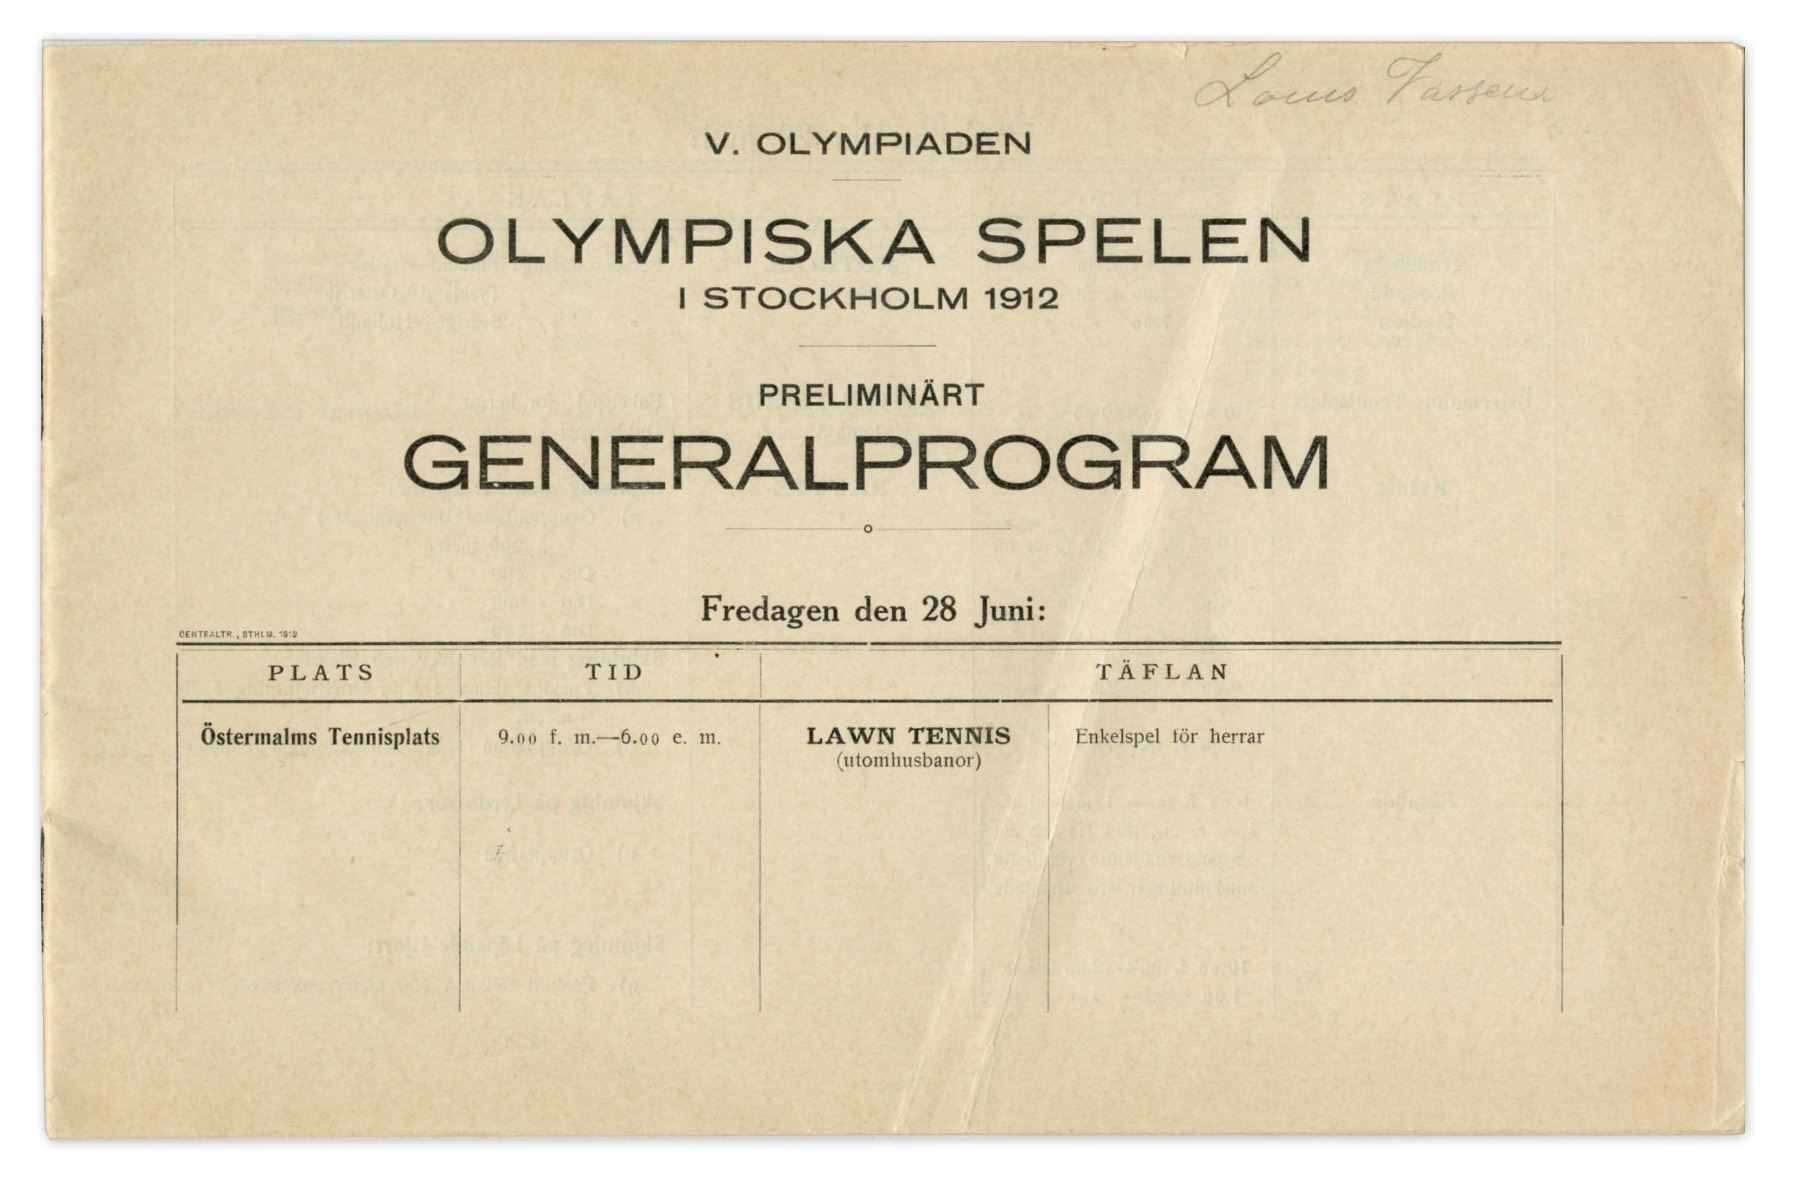 Louis Vasseur
V. OLYMPIADEN
OLYMPISKA SPELEN
I STOCKHOLM 1912
PRELIMINÄRT
GENERALPROGRAM
Fredagen den 28 Juni:
CENTRALTR., STHLM. 1912
PLATS TID TÄFLAN
Östermalms Tennisplats 9.00 f. m.—6.00 e. m. LAWN TENNIS Enkelspel för herrar
(utomhusbanor)